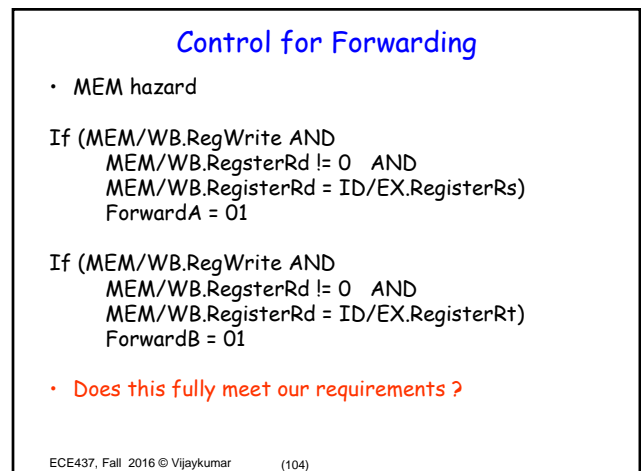 Control for Forwarding
• MEM hazard
If (MEM/WB.RegWrite AND
MEM/WB.RegsterRd != 0 AND
MEM/WB.RegisterRd = ID/EX.RegisterRs)
ForwardA = 01
If (MEM/WB.RegWrite AND
MEM/WB.RegsterRd != 0 AND
MEM/WB.RegisterRd = ID/EX.RegisterRt)
ForwardB = 01
• Does this fully meet our requirements ?
ECE437, Fall 2016 © Vijaykumar (104)